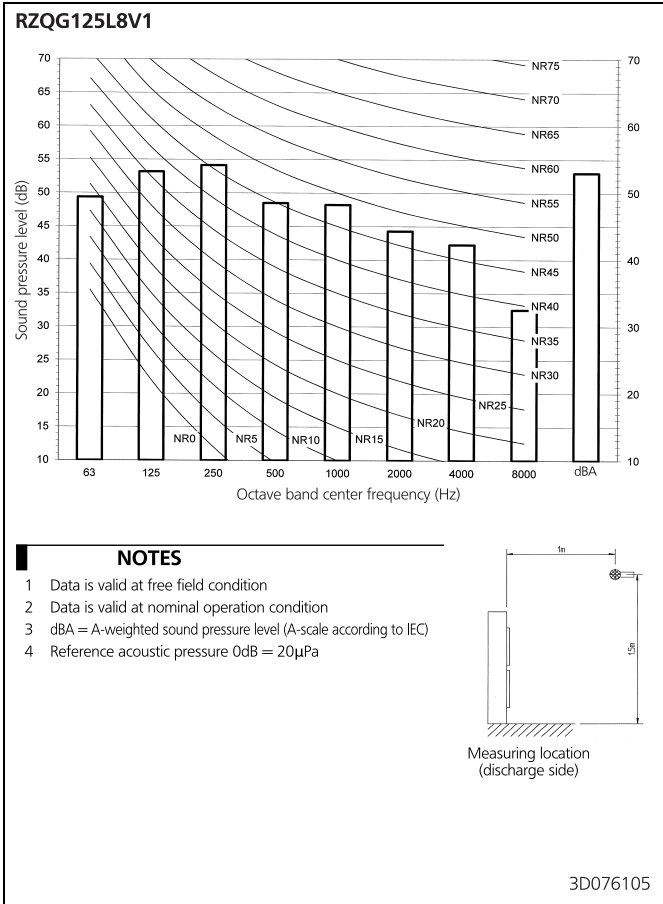 RZQG125L8V1
70
65
60
55
50
45
40
35
30
25
20
15
10
Sound pressure level (dB)
70
60
50
40
30
20
10
NR75
NR70
NR65
NR60
NR55
NR50
NR45
NR40
NR35
NR30
NR25
NR20
NR0 NR5 NR10 NR15
63 125 250 500 1000 2000 4000 8000 dBA
Octave band center frequency (Hz)
NOTES
1 Data is valid at free field condition
2 Data is valid at nominal operation condition
3 dBA = A-weighted sound pressure level (A-scale according to IEC)
4 Reference acoustic pressure 0dB = 20µPa
1m
1.5m
Measuring location
(discharge side)
3D076105